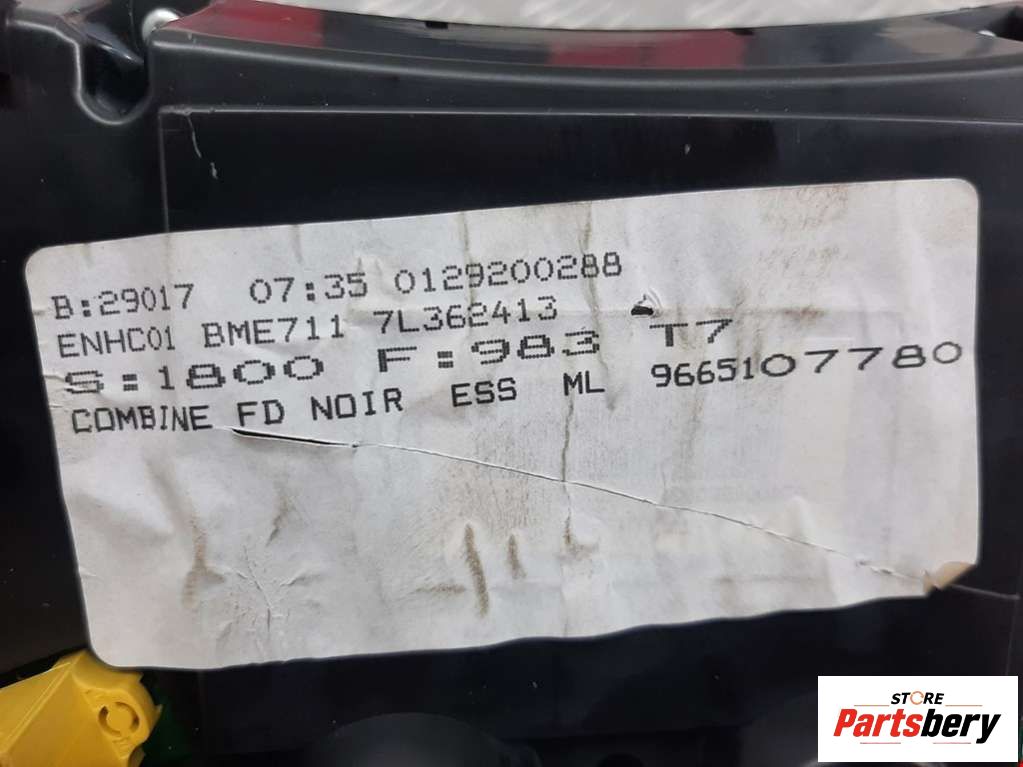 B:29017 07:35 0129200288
ENHC01 BME711 7L362413
S:1800 F:983 T7
COMBINE FD NOIR ESS ML 9665107780
STORE
Partsbery